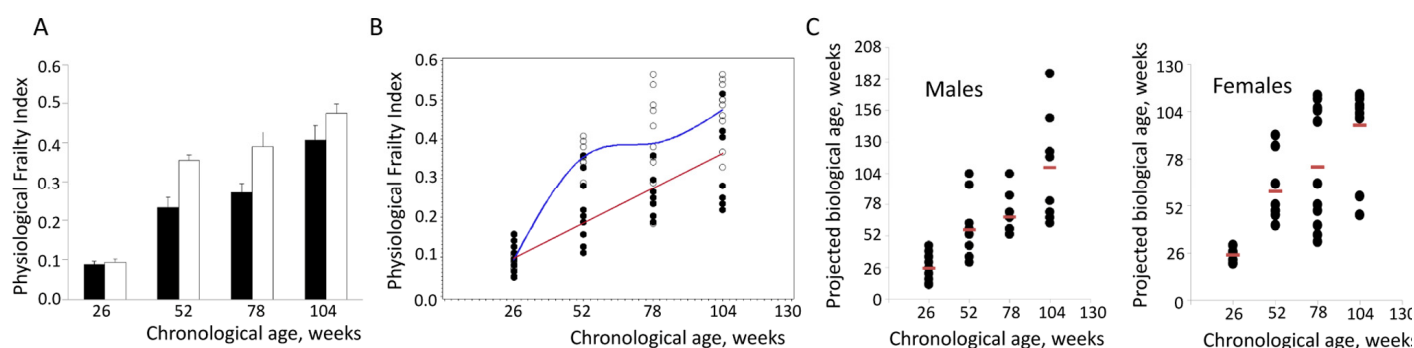 A
Physiological Frailty Index
0.6
0.5
0.4
0.3
0.2
0.1
0.0
26 52 78 104
Chronological age, weeks
B
Physiological Frailty Index
0.6
0.5
0.4
0.3
0.2
0.1
0.0
26 52 78 104 130
Chronological age, weeks
C
Projected biological age, weeks
208
182
156
130
104
78
52
26
0
Males
26 52 78 104 130
Chronological age, weeks
Projected biological age, weeks
130
104
78
52
26
0
Females
26 52 78 104 130
Chronological age,